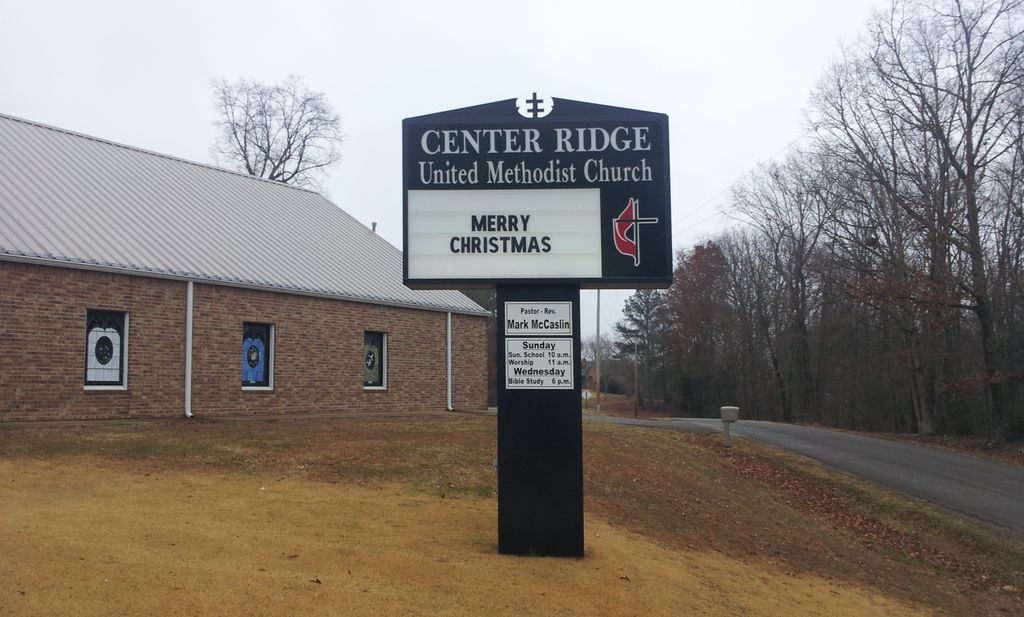 CENTER RIDGE
United Methodist Church
MERRY
CHRISTMAS
Pastor - Rev.
Mark McCaslin
Sunday
Sun. School 10 a.m.
Worship 11 a.m.
Wednesday
Bible Study 6 p.m.